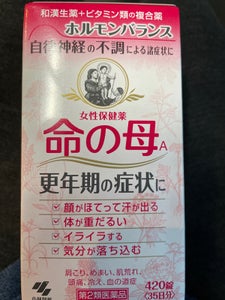 和漢生薬+ビタミン類の複合薬
ホルモンバランス
自律神経の不調による諸症状に
女性保健薬
命の母A
更年期の症状に
✓ 顔がほてって汗が出る
✓ 体が重だるい
✓ イライラする
✓ 気分が落ち込む
肩こり、めまい、肌荒れ、
頭痛、冷え、血の道症
第2類医薬品
420錠
(35日分)
小林製薬